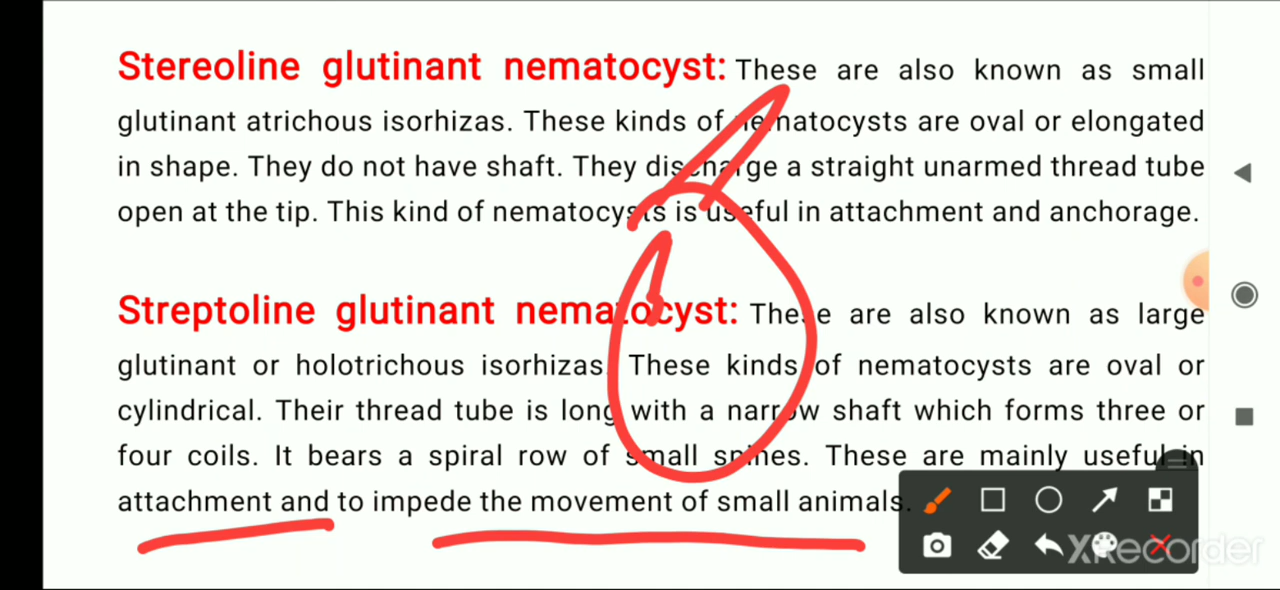 Stereoline glutinant nematocyst: These are also known as small
glutinant atrichous isorhizas. These kinds of nematocysts are oval or elongated
in shape. They do not have shaft. They discharge a straight unarmed thread tube
open at the tip. This kind of nematocysts is useful in attachment and anchorage.
Streptoline glutinant nematocyst: These are also known as large
glutinant or holotrichous isorhizas. These kinds of nematocysts are oval or
cylindrical. Their thread tube is long with a narrow shaft which forms three or
four coils. It bears a spiral row of small spines. These are mainly useful in
attachment and to impede the movement of small animals.
XRecorder